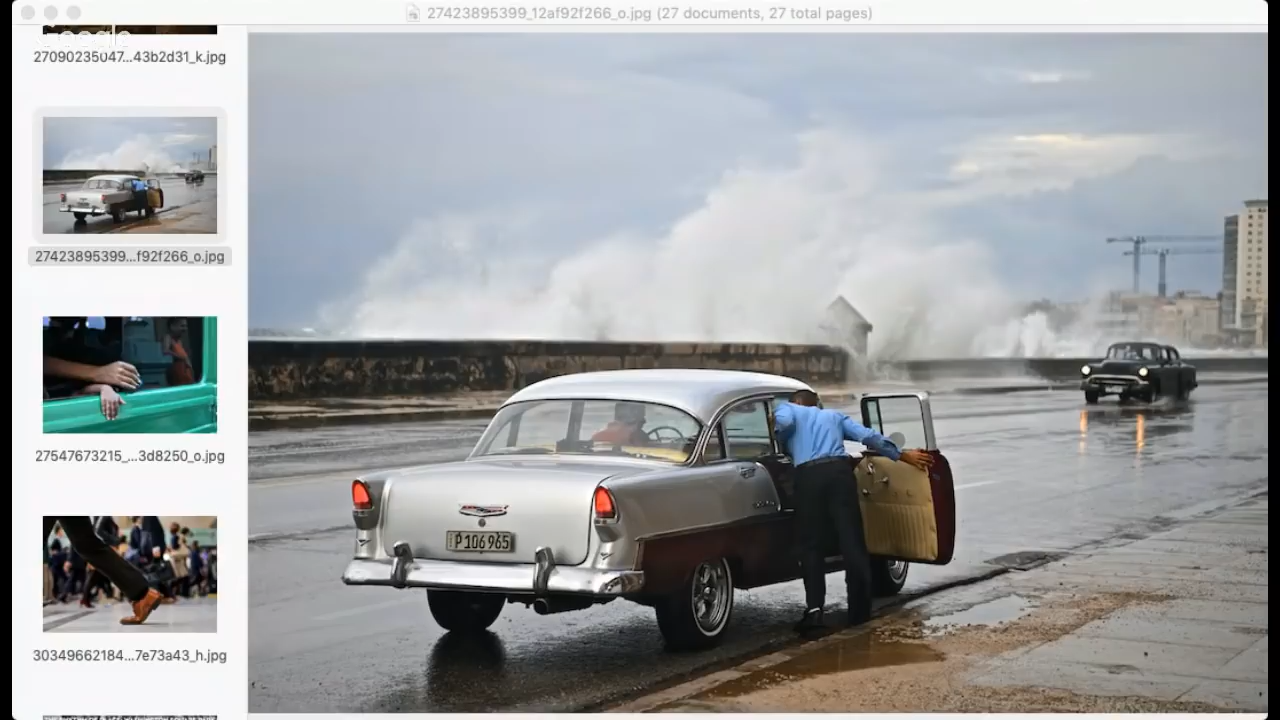 27423895399_12af92f266_o.jpg (27 documents, 27 total pages)
Google
27090235047...43b2d31_k.jpg
27423895399...f92f266_o.jpg
27547673215_...3d8250_o.jpg
30349662184...7e73a43_h.jpg
P 106 965